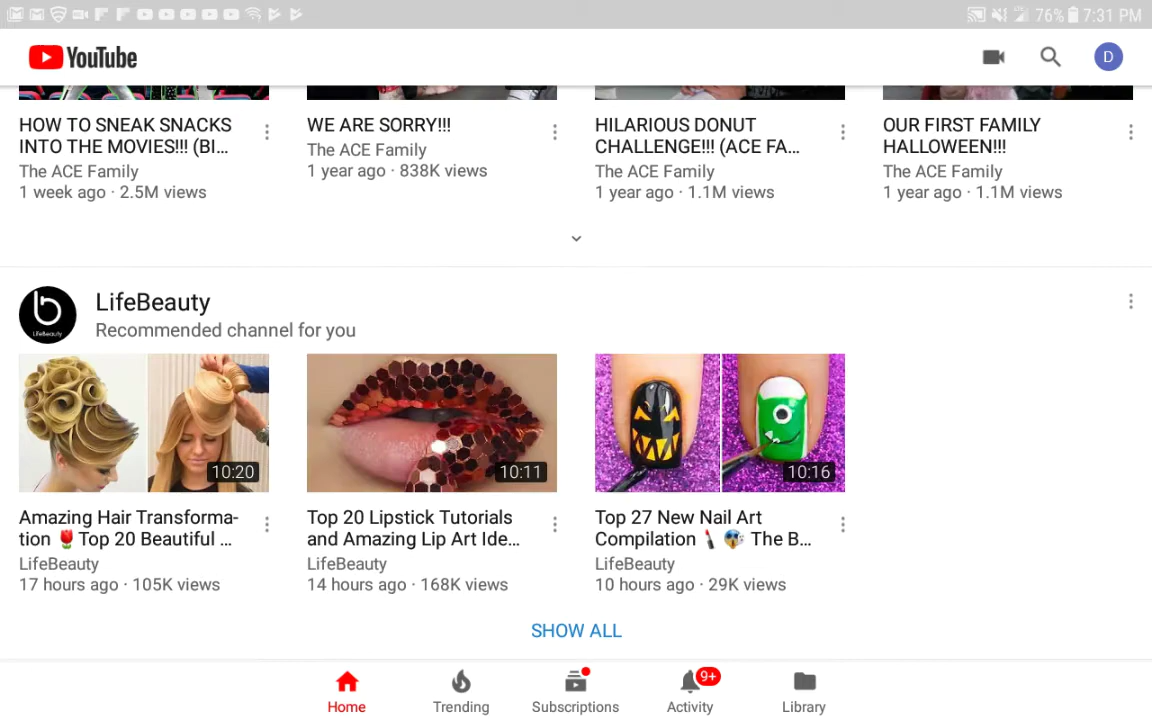 76% 7:31 PM
YouTube
D
HOW TO SNEAK SNACKS
INTO THE MOVIES!!! (BI...
The ACE Family
1 week ago · 2.5M views
WE ARE SORRY!!!
The ACE Family
1 year ago · 838K views
HILARIOUS DONUT
CHALLENGE!!! (ACE FA...
The ACE Family
1 year ago · 1.1M views
OUR FIRST FAMILY
HALLOWEEN!!!
The ACE Family
1 year ago · 1.1M views
b
LifeBeauty
LifeBeauty
Recommended channel for you
10:20
10:11
10:16
Amazing Hair Transforma-
tion 🌷Top 20 Beautiful ...
LifeBeauty
17 hours ago · 105K views
Top 20 Lipstick Tutorials
and Amazing Lip Art Ide...
LifeBeauty
14 hours ago · 168K views
Top 27 New Nail Art
Compilation 💄 😱 The B...
LifeBeauty
10 hours ago · 29K views
SHOW ALL
9+
Home
Trending
Subscriptions
Activity
Library